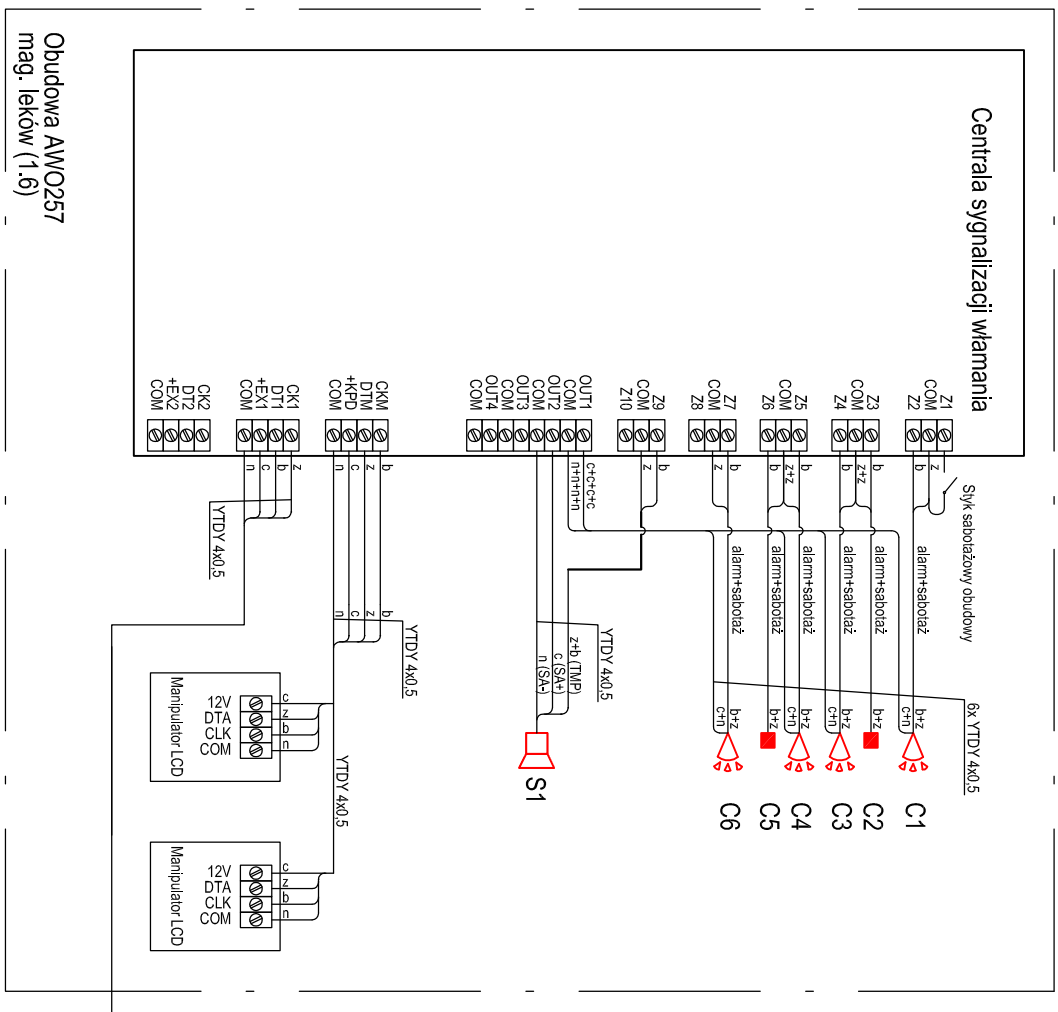 Centrala sygnalizacji włamania
Obudowa AWO257
mag. leków (1.6)
Z1
COM
Z2
Z3
COM
Z4
Z5
COM
Z6
Z7
COM
Z8
Z9
COM
Z10
OUT1
COM
OUT2
COM
OUT3
COM
OUT4
COM
CKM
DTM
+KPD
COM
CK1
DT1
+EX1
COM
CK2
DT2
+EX2
COM
z
b
Styk sabotażowy obudowy
b
z+z
b
b
z+z
b
b
z
b
z
c+c+c+c
n+n+n+n
b
z
c
n
z
b
c
n
alarm+sabotaż
alarm+sabotaż
alarm+sabotaż
alarm+sabotaż
alarm+sabotaż
alarm+sabotaż
b+z
c+n
b+z
b+z
c+n
b+z
c+n
b+z
b+z
c+n
6x YTDY 4x0,5
C1
C2
C3
C4
C5
C6
YTDY 4x0,5
z+b (TMP)
c (SA+)
n (SA-)
S1
YTDY 4x0,5
b
z
c
n
YTDY 4x0,5
YTDY 4x0,5
12V
DTA
CLK
COM
c
z
b
n
Manipulator LCD
12V
DTA
CLK
COM
c
z
b
n
Manipulator LCD